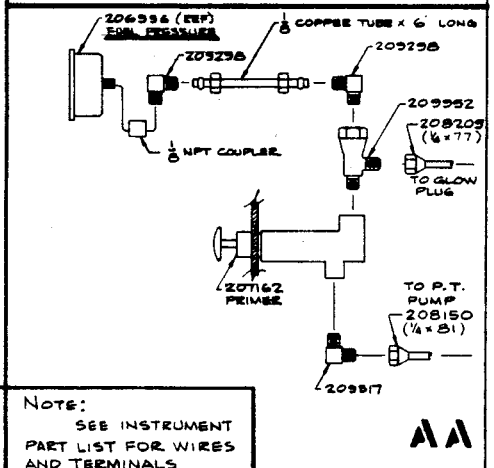 206996 (REF)
FUEL PRESSURE
1/8 COPPER TUBE x 6' LONG
209298
209298
209952
208209
(1/4 x 77)
TO GLOW
PLUG
1/8 NPT COUPLER
207162
PRIMER
TO P.T.
PUMP
208150
(1/4 x 81)
209317
NOTE:
SEE INSTRUMENT
PART LIST FOR WIRES
AND TERMINALS
AA